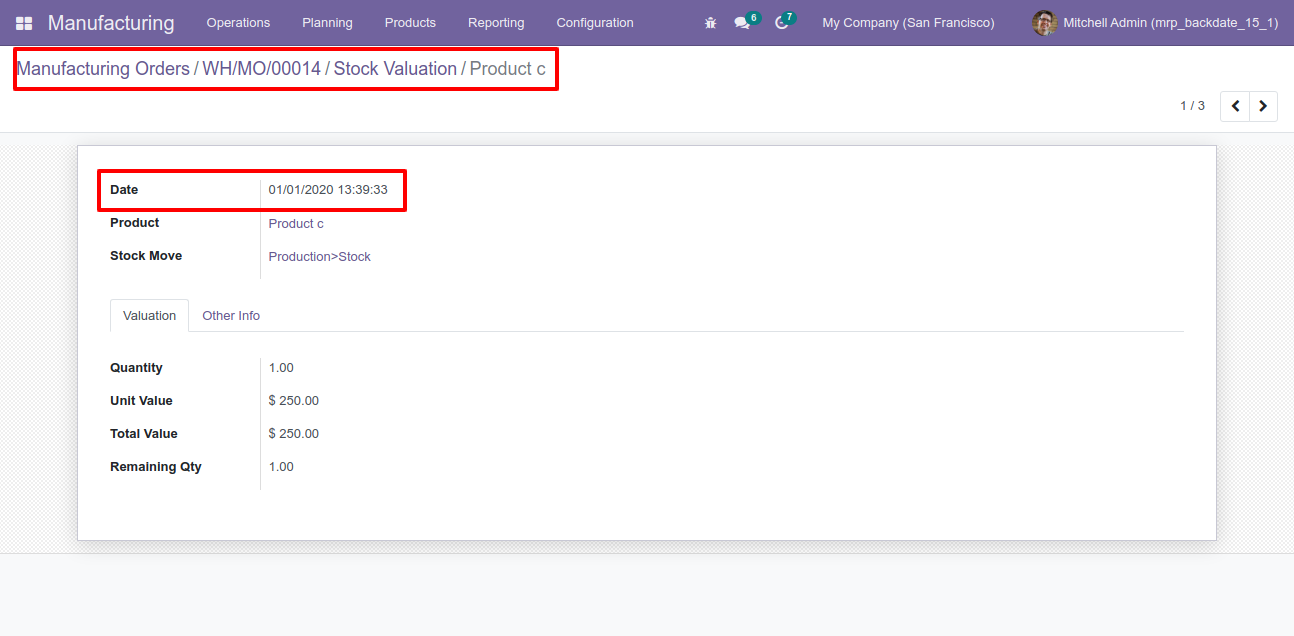 Manufacturing Operations Planning Products Reporting Configuration 6 7 My Company (San Francisco) Mitchell Admin (mrp_backdate_15_1)
Manufacturing Orders / WH/MO/00014 / Stock Valuation / Product c
1 / 3
Date 01/01/2020 13:39:33
Product Product c
Stock Move Production>Stock
Valuation Other Info
Quantity 1.00
Unit Value $ 250.00
Total Value $ 250.00
Remaining Qty 1.00